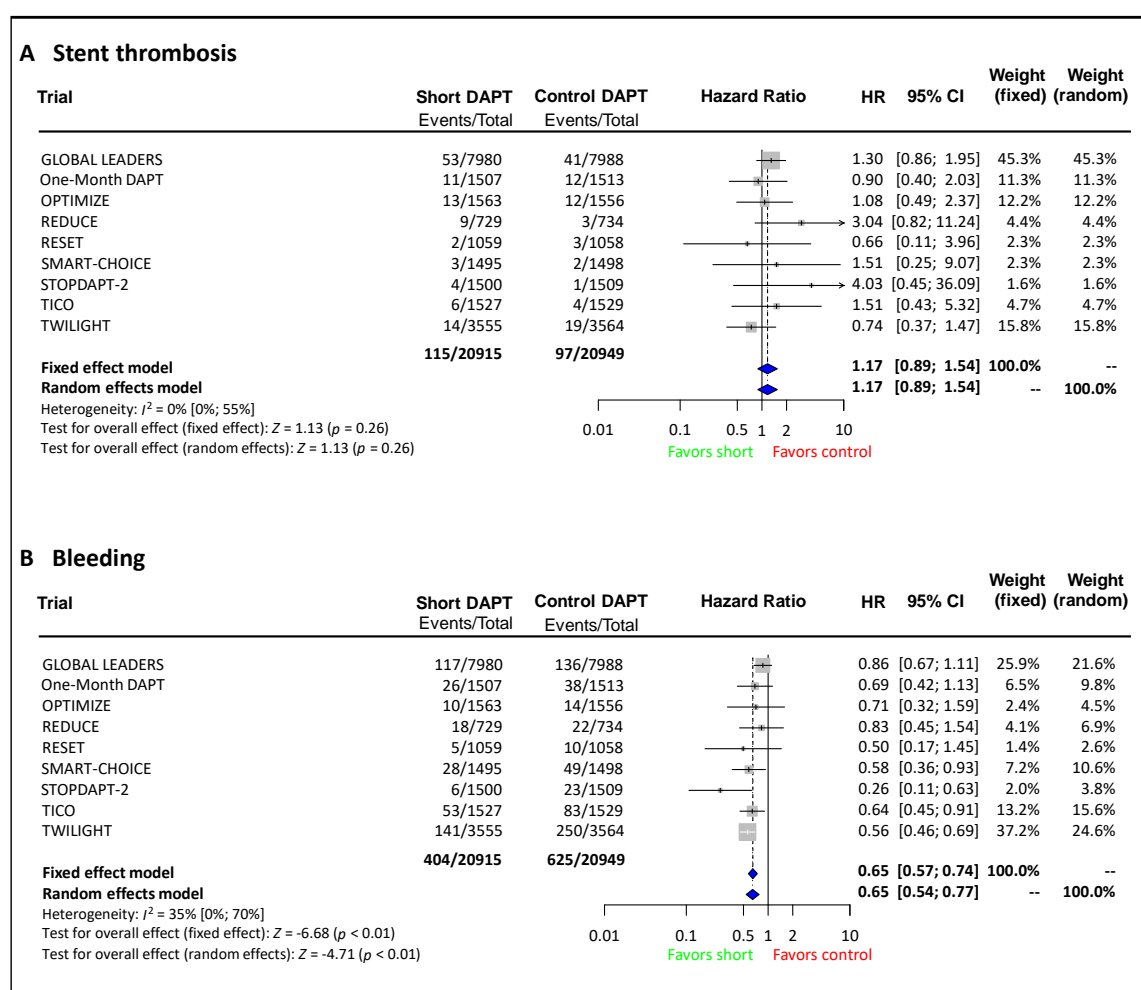 A Stent thrombosis
Trial Short DAPT Control DAPT Hazard Ratio HR 95% CI Weight Weight
Events/Total Events/Total (fixed) (random)
GLOBAL LEADERS 53/7980 41/7988 1.30 [0.86; 1.95] 45.3% 45.3%
One-Month DAPT 11/1507 12/1513 0.90 [0.40; 2.03] 11.3% 11.3%
OPTIMIZE 13/1563 12/1556 1.08 [0.49; 2.37] 12.2% 12.2%
REDUCE 9/729 3/734 3.04 [0.82; 11.24] 4.4% 4.4%
RESET 2/1059 3/1058 0.66 [0.11; 3.96] 2.3% 2.3%
SMART-CHOICE 3/1495 2/1498 1.51 [0.25; 9.07] 2.3% 2.3%
STOPDAPT-2 4/1500 1/1509 4.03 [0.45; 36.09] 1.6% 1.6%
TICO 6/1527 4/1529 1.51 [0.43; 5.32] 4.7% 4.7%
TWILIGHT 14/3555 19/3564 0.74 [0.37; 1.47] 15.8% 15.8%
115/20915 97/20949
Fixed effect model 1.17 [0.89; 1.54] 100.0% --
Random effects model 1.17 [0.89; 1.54] -- 100.0%
Heterogeneity: I² = 0% [0%; 55%]
Test for overall effect (fixed effect): Z = 1.13 (p = 0.26)
Test for overall effect (random effects): Z = 1.13 (p = 0.26)
0.01 0.1 0.5 1 2 10
Favors short Favors control
B Bleeding
Trial Short DAPT Control DAPT Hazard Ratio HR 95% CI Weight Weight
Events/Total Events/Total (fixed) (random)
GLOBAL LEADERS 117/7980 136/7988 0.86 [0.67; 1.11] 25.9% 21.6%
One-Month DAPT 26/1507 38/1513 0.69 [0.42; 1.13] 6.5% 9.8%
OPTIMIZE 10/1563 14/1556 0.71 [0.32; 1.59] 2.4% 4.5%
REDUCE 18/729 22/734 0.83 [0.45; 1.54] 4.1% 6.9%
RESET 5/1059 10/1058 0.50 [0.17; 1.45] 1.4% 2.6%
SMART-CHOICE 28/1495 49/1498 0.58 [0.36; 0.93] 7.2% 10.6%
STOPDAPT-2 6/1500 23/1509 0.26 [0.11; 0.63] 2.0% 3.8%
TICO 53/1527 83/1529 0.64 [0.45; 0.91] 13.2% 15.6%
TWILIGHT 141/3555 250/3564 0.56 [0.46; 0.69] 37.2% 24.6%
404/20915 625/20949
Fixed effect model 0.65 [0.57; 0.74] 100.0% --
Random effects model 0.65 [0.54; 0.77] -- 100.0%
Heterogeneity: I² = 35% [0%; 70%]
Test for overall effect (fixed effect): Z = -6.68 (p < 0.01)
Test for overall effect (random effects): Z = -4.71 (p < 0.01)
0.01 0.1 0.5 1 2 10
Favors short Favors control